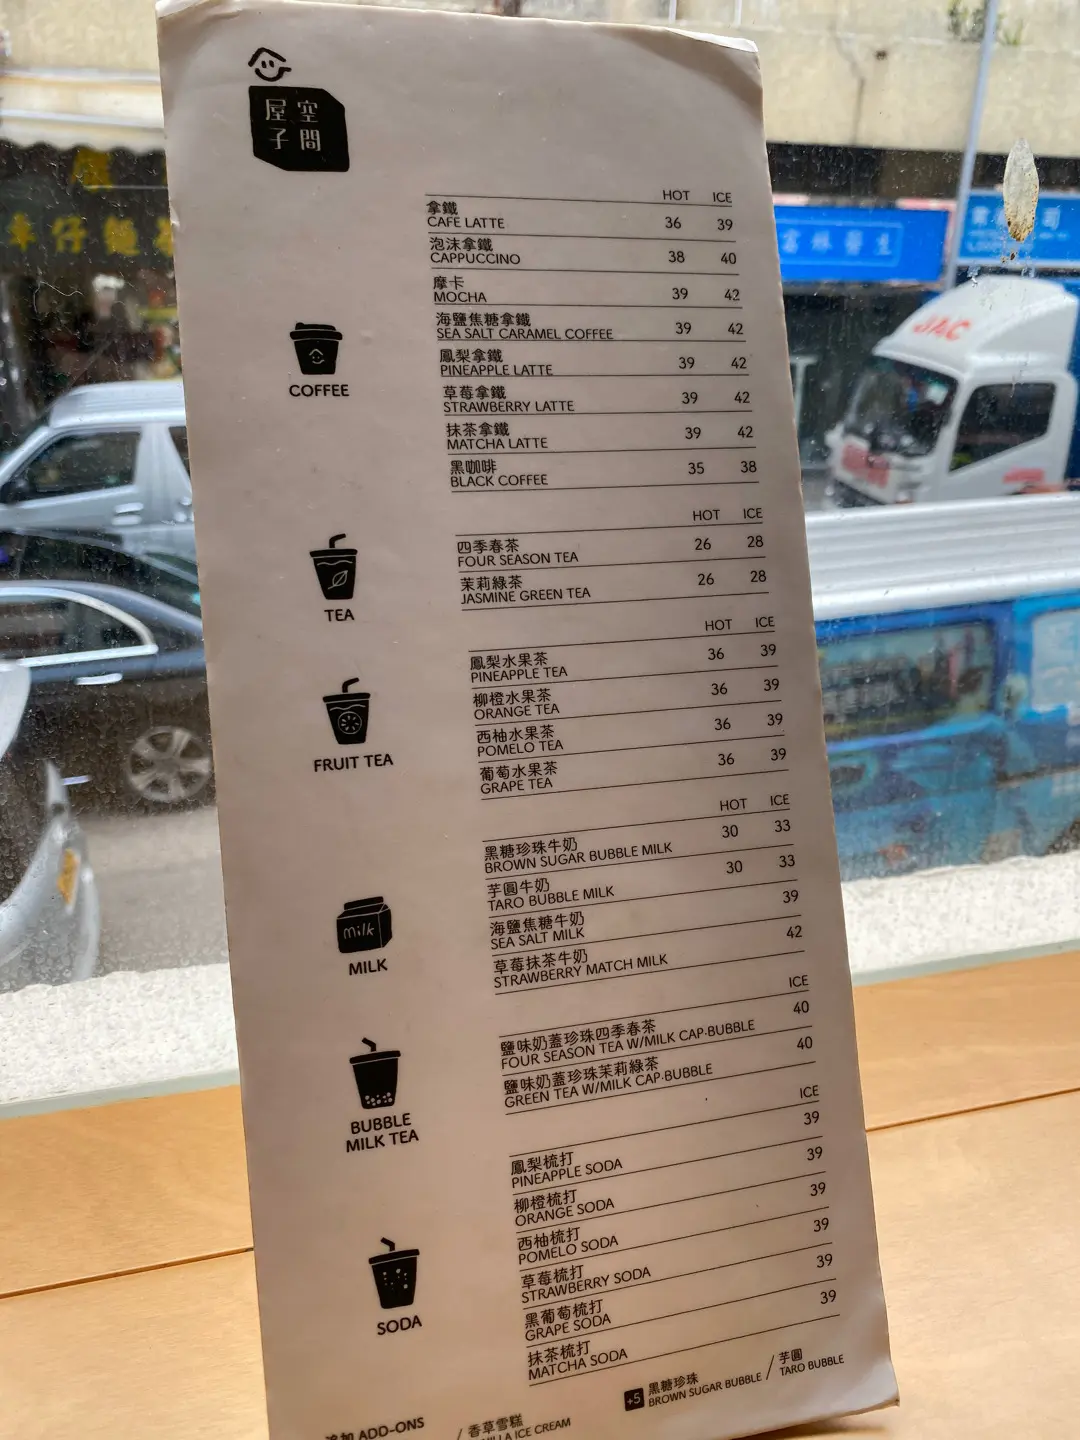 屋 空
子 間
HOT ICE
拿鐵
CAFE LATTE 36 39
泡沫拿鐵
CAPPUCCINO 38 40
摩卡
MOCHA 39 42
海鹽焦糖拿鐵
SEA SALT CARAMEL COFFEE 39 42
鳳梨拿鐵
PINEAPPLE LATTE 39 42
草莓拿鐵
STRAWBERRY LATTE 39 42
抹茶拿鐵
MATCHA LATTE 39 42
黑咖啡
BLACK COFFEE 35 38
COFFEE
HOT ICE
四季春茶
FOUR SEASON TEA 26 28
茉莉綠茶
JASMINE GREEN TEA 26 28
TEA
HOT ICE
鳳梨水果茶
PINEAPPLE TEA 36 39
柳橙水果茶
ORANGE TEA 36 39
西柚水果茶
POMELO TEA 36 39
葡萄水果茶
GRAPE TEA 36 39
FRUIT TEA
HOT ICE
黑糖珍珠牛奶
BROWN SUGAR BUBBLE MILK 30 33
芋圓牛奶
TARO BUBBLE MILK 30 33
海鹽焦糖牛奶
SEA SALT MILK 39
草莓抹茶牛奶
STRAWBERRY MATCH MILK 42
milk
MILK
ICE
鹽味奶蓋珍珠四季春茶
FOUR SEASON TEA W/MILK CAP·BUBBLE 40
鹽味奶蓋珍珠茉莉綠茶
GREEN TEA W/MILK CAP·BUBBLE 40
BUBBLE
MILK TEA
ICE
鳳梨梳打
PINEAPPLE SODA 39
柳橙梳打
ORANGE SODA 39
西柚梳打
POMELO SODA 39
草莓梳打
STRAWBERRY SODA 39
黑葡萄梳打
GRAPE SODA 39
抹茶梳打
MATCHA SODA 39
SODA
+5 黑糖珍珠 / 芋圓
BROWN SUGAR BUBBLE TARO BUBBLE
ADD-ONS / 香草雪糕
ICE CREAM
車仔麵
JAC